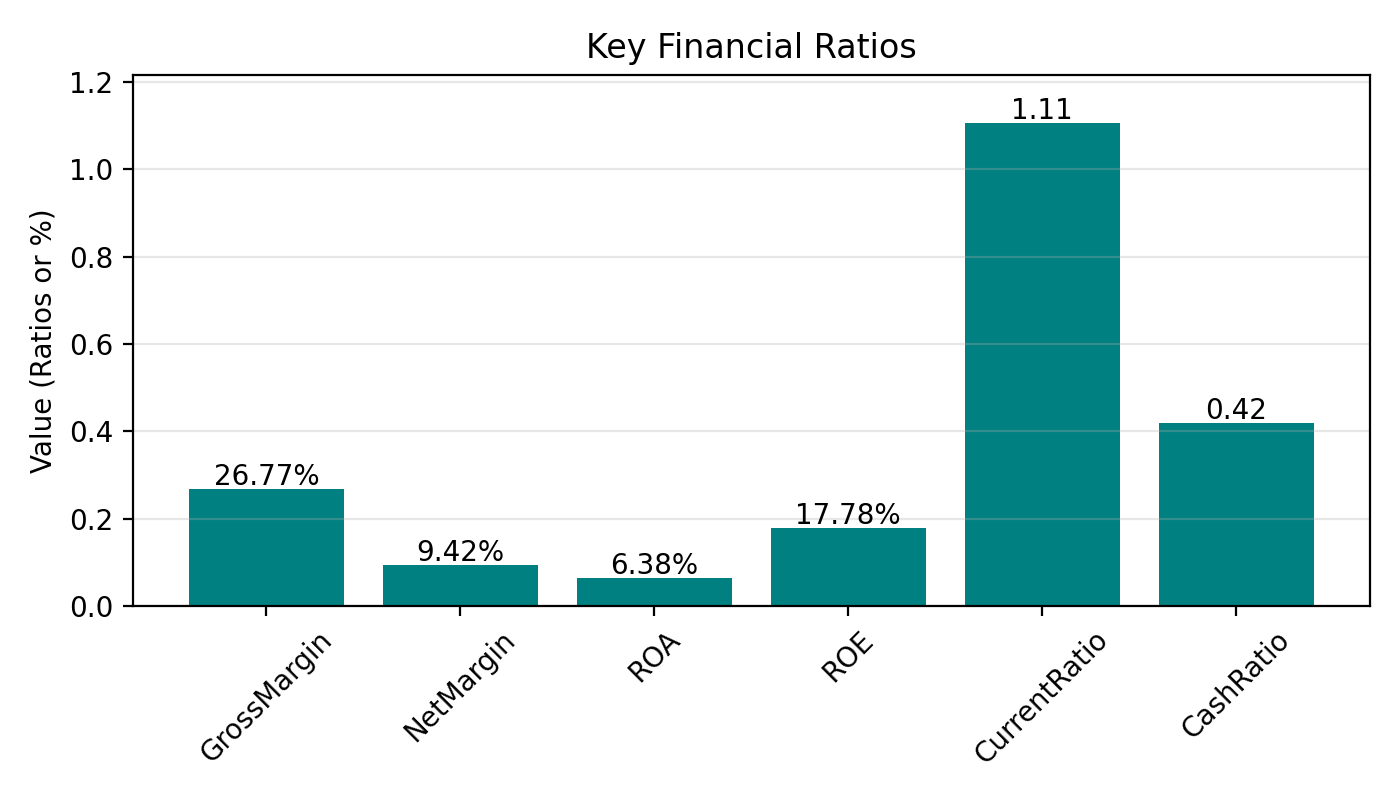 Key Financial Ratios
Value (Ratios or %)
1.2
1.0
0.8
0.6
0.4
0.2
0.0
26.77%
9.42%
6.38%
17.78%
1.11
0.42
GrossMargin
NetMargin
ROA
ROE
CurrentRatio
CashRatio